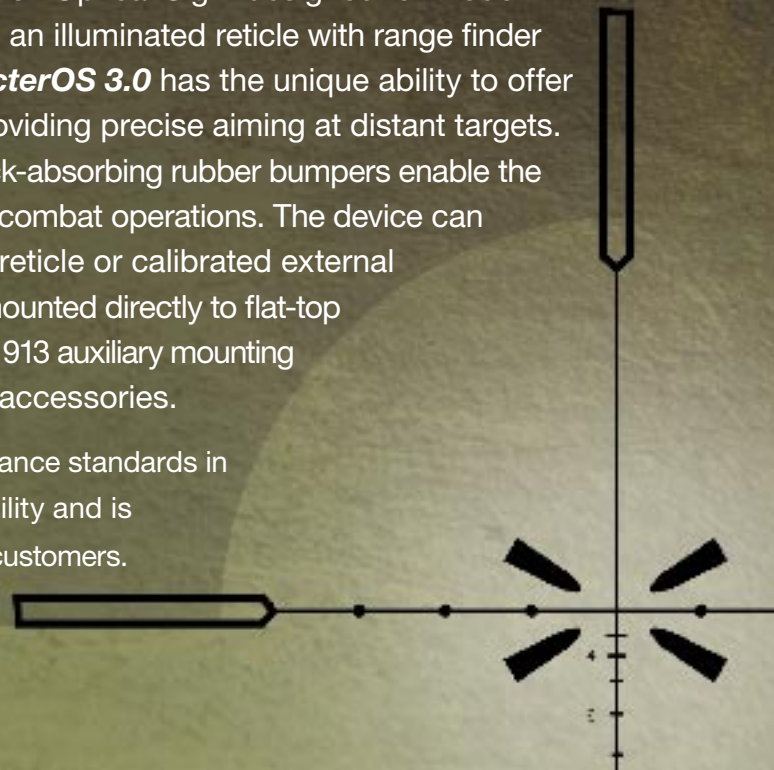 an illuminated reticle with range finder
cterOS 3.0 has the unique ability to offer
oviding precise aiming at distant targets.
ck-absorbing rubber bumpers enable the
combat operations. The device can
reticle or calibrated external
ounted directly to flat-top
913 auxiliary mounting
accessories.
ance standards in
ility and is
customers.
4